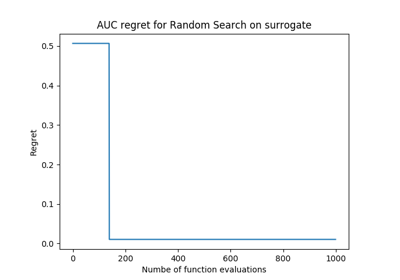 AUC regret for Random Search on surrogate
0.5
0.4
0.3
0.2
0.1
0.0
Regret
0 200 400 600 800 1000
Numbe of function evaluations